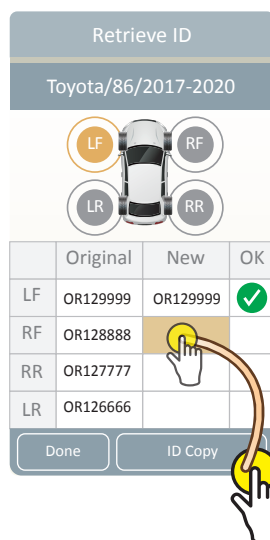 Retrieve ID
Toyota/86/2017-2020
LF RF
LR RR
Original New OK
LF OR129999 OR129999
RF OR128888
RR OR127777
LR OR126666
Done ID Copy